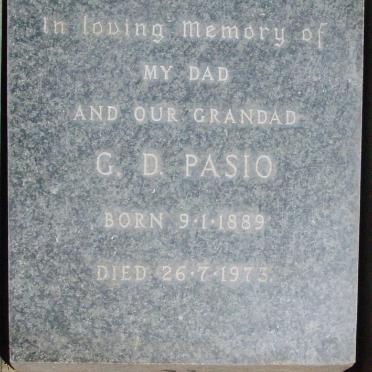 In loving Memory of
MY DAD
AND OUR GRANDAD
G. D. PASIO
BORN 9·1·1889
DIED 26·7·1973.